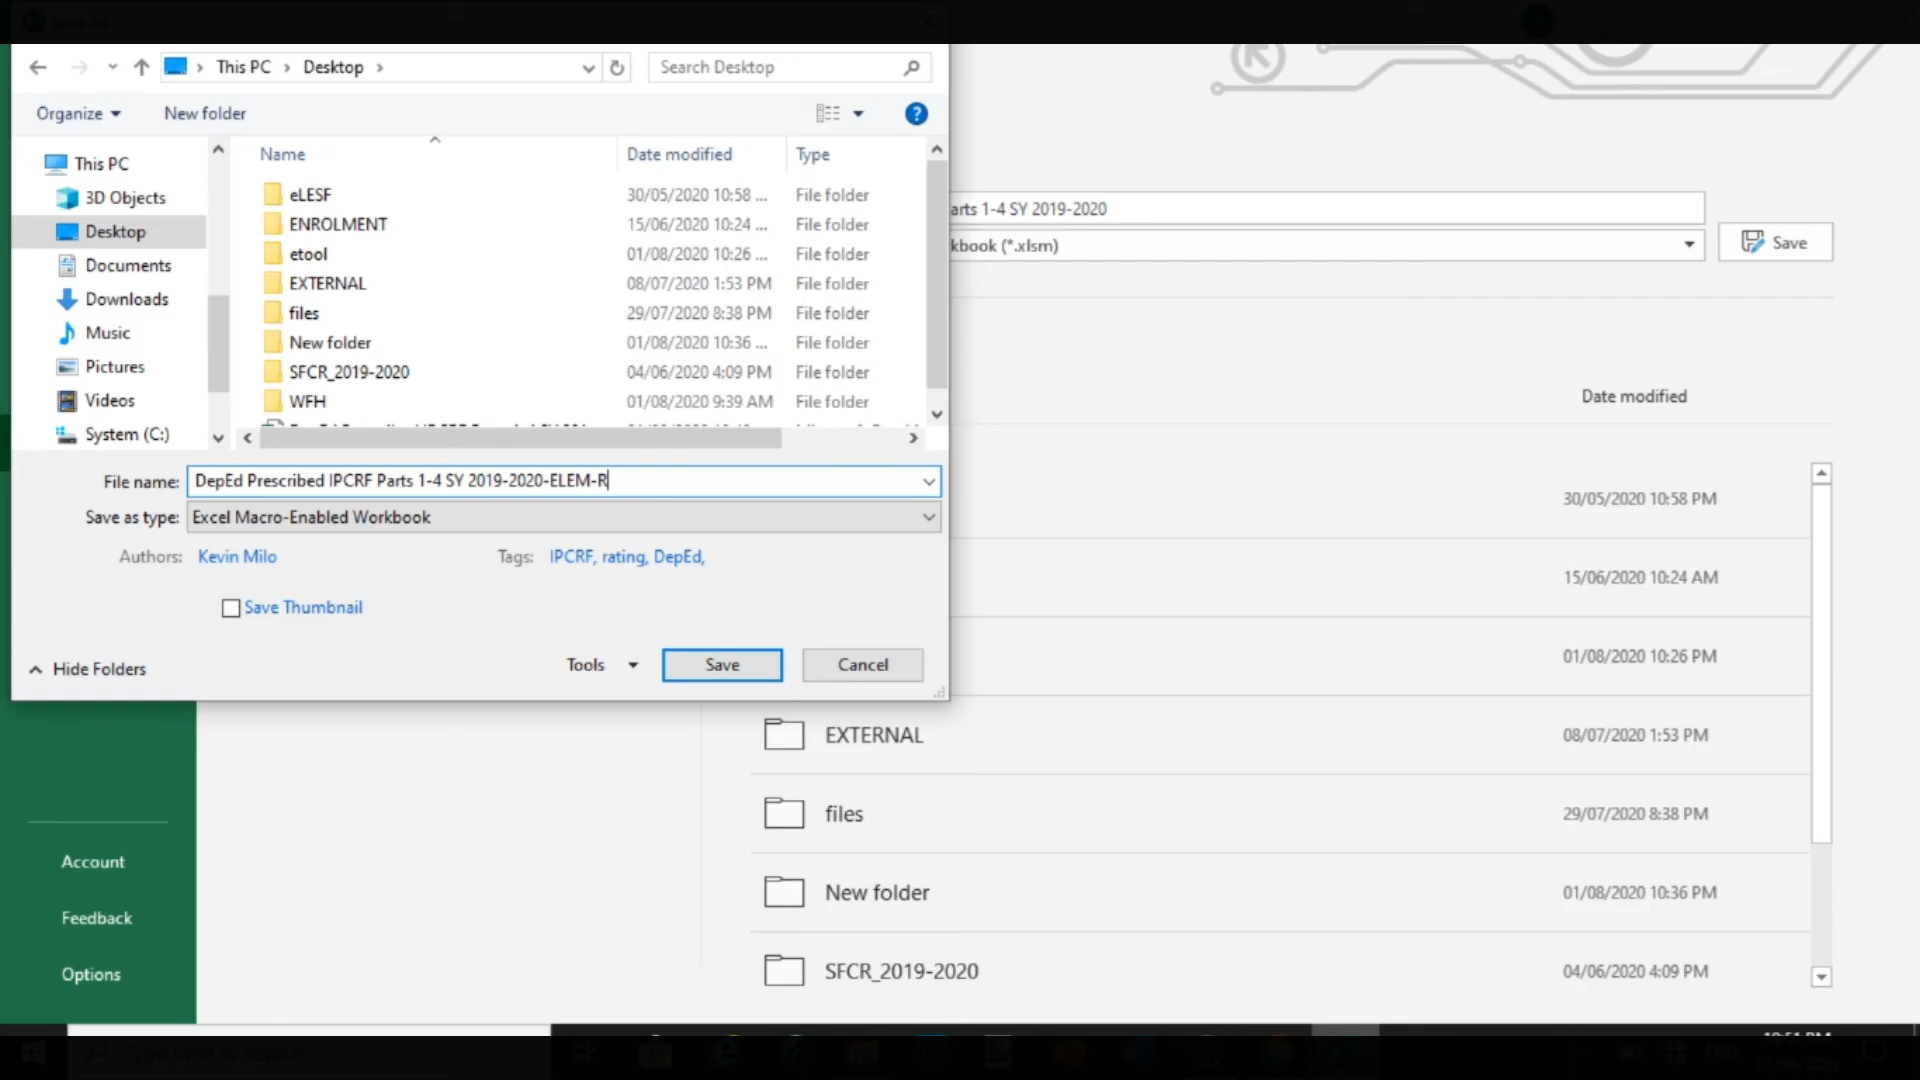 This PC › Desktop ›
Search Desktop
Organize
New folder
Name
Date modified
Type
This PC
3D Objects
Desktop
Documents
Downloads
Music
Pictures
Videos
System (C:)
eLESF 30/05/2020 10:58 ... File folder
ENROLMENT 15/06/2020 10:24 ... File folder
etool 01/08/2020 10:26 ... File folder
EXTERNAL 08/07/2020 1:53 PM File folder
files 29/07/2020 8:38 PM File folder
New folder 01/08/2020 10:36 ... File folder
SFCR_2019-2020 04/06/2020 4:09 PM File folder
WFH 01/08/2020 9:39 AM File folder
File name: DepEd Prescribed IPCRF Parts 1-4 SY 2019-2020-ELEM-R
Save as type: Excel Macro-Enabled Workbook
Authors: Kevin Milo
Tags: IPCRF, rating, DepEd,
Save Thumbnail
Hide Folders
Tools
Save
Cancel
arts 1-4 SY 2019-2020
kbook (*.xlsm)
Save
Date modified
30/05/2020 10:58 PM
15/06/2020 10:24 AM
01/08/2020 10:26 PM
EXTERNAL 08/07/2020 1:53 PM
files 29/07/2020 8:38 PM
New folder 01/08/2020 10:36 PM
SFCR_2019-2020 04/06/2020 4:09 PM
Account
Feedback
Options
Type here to search